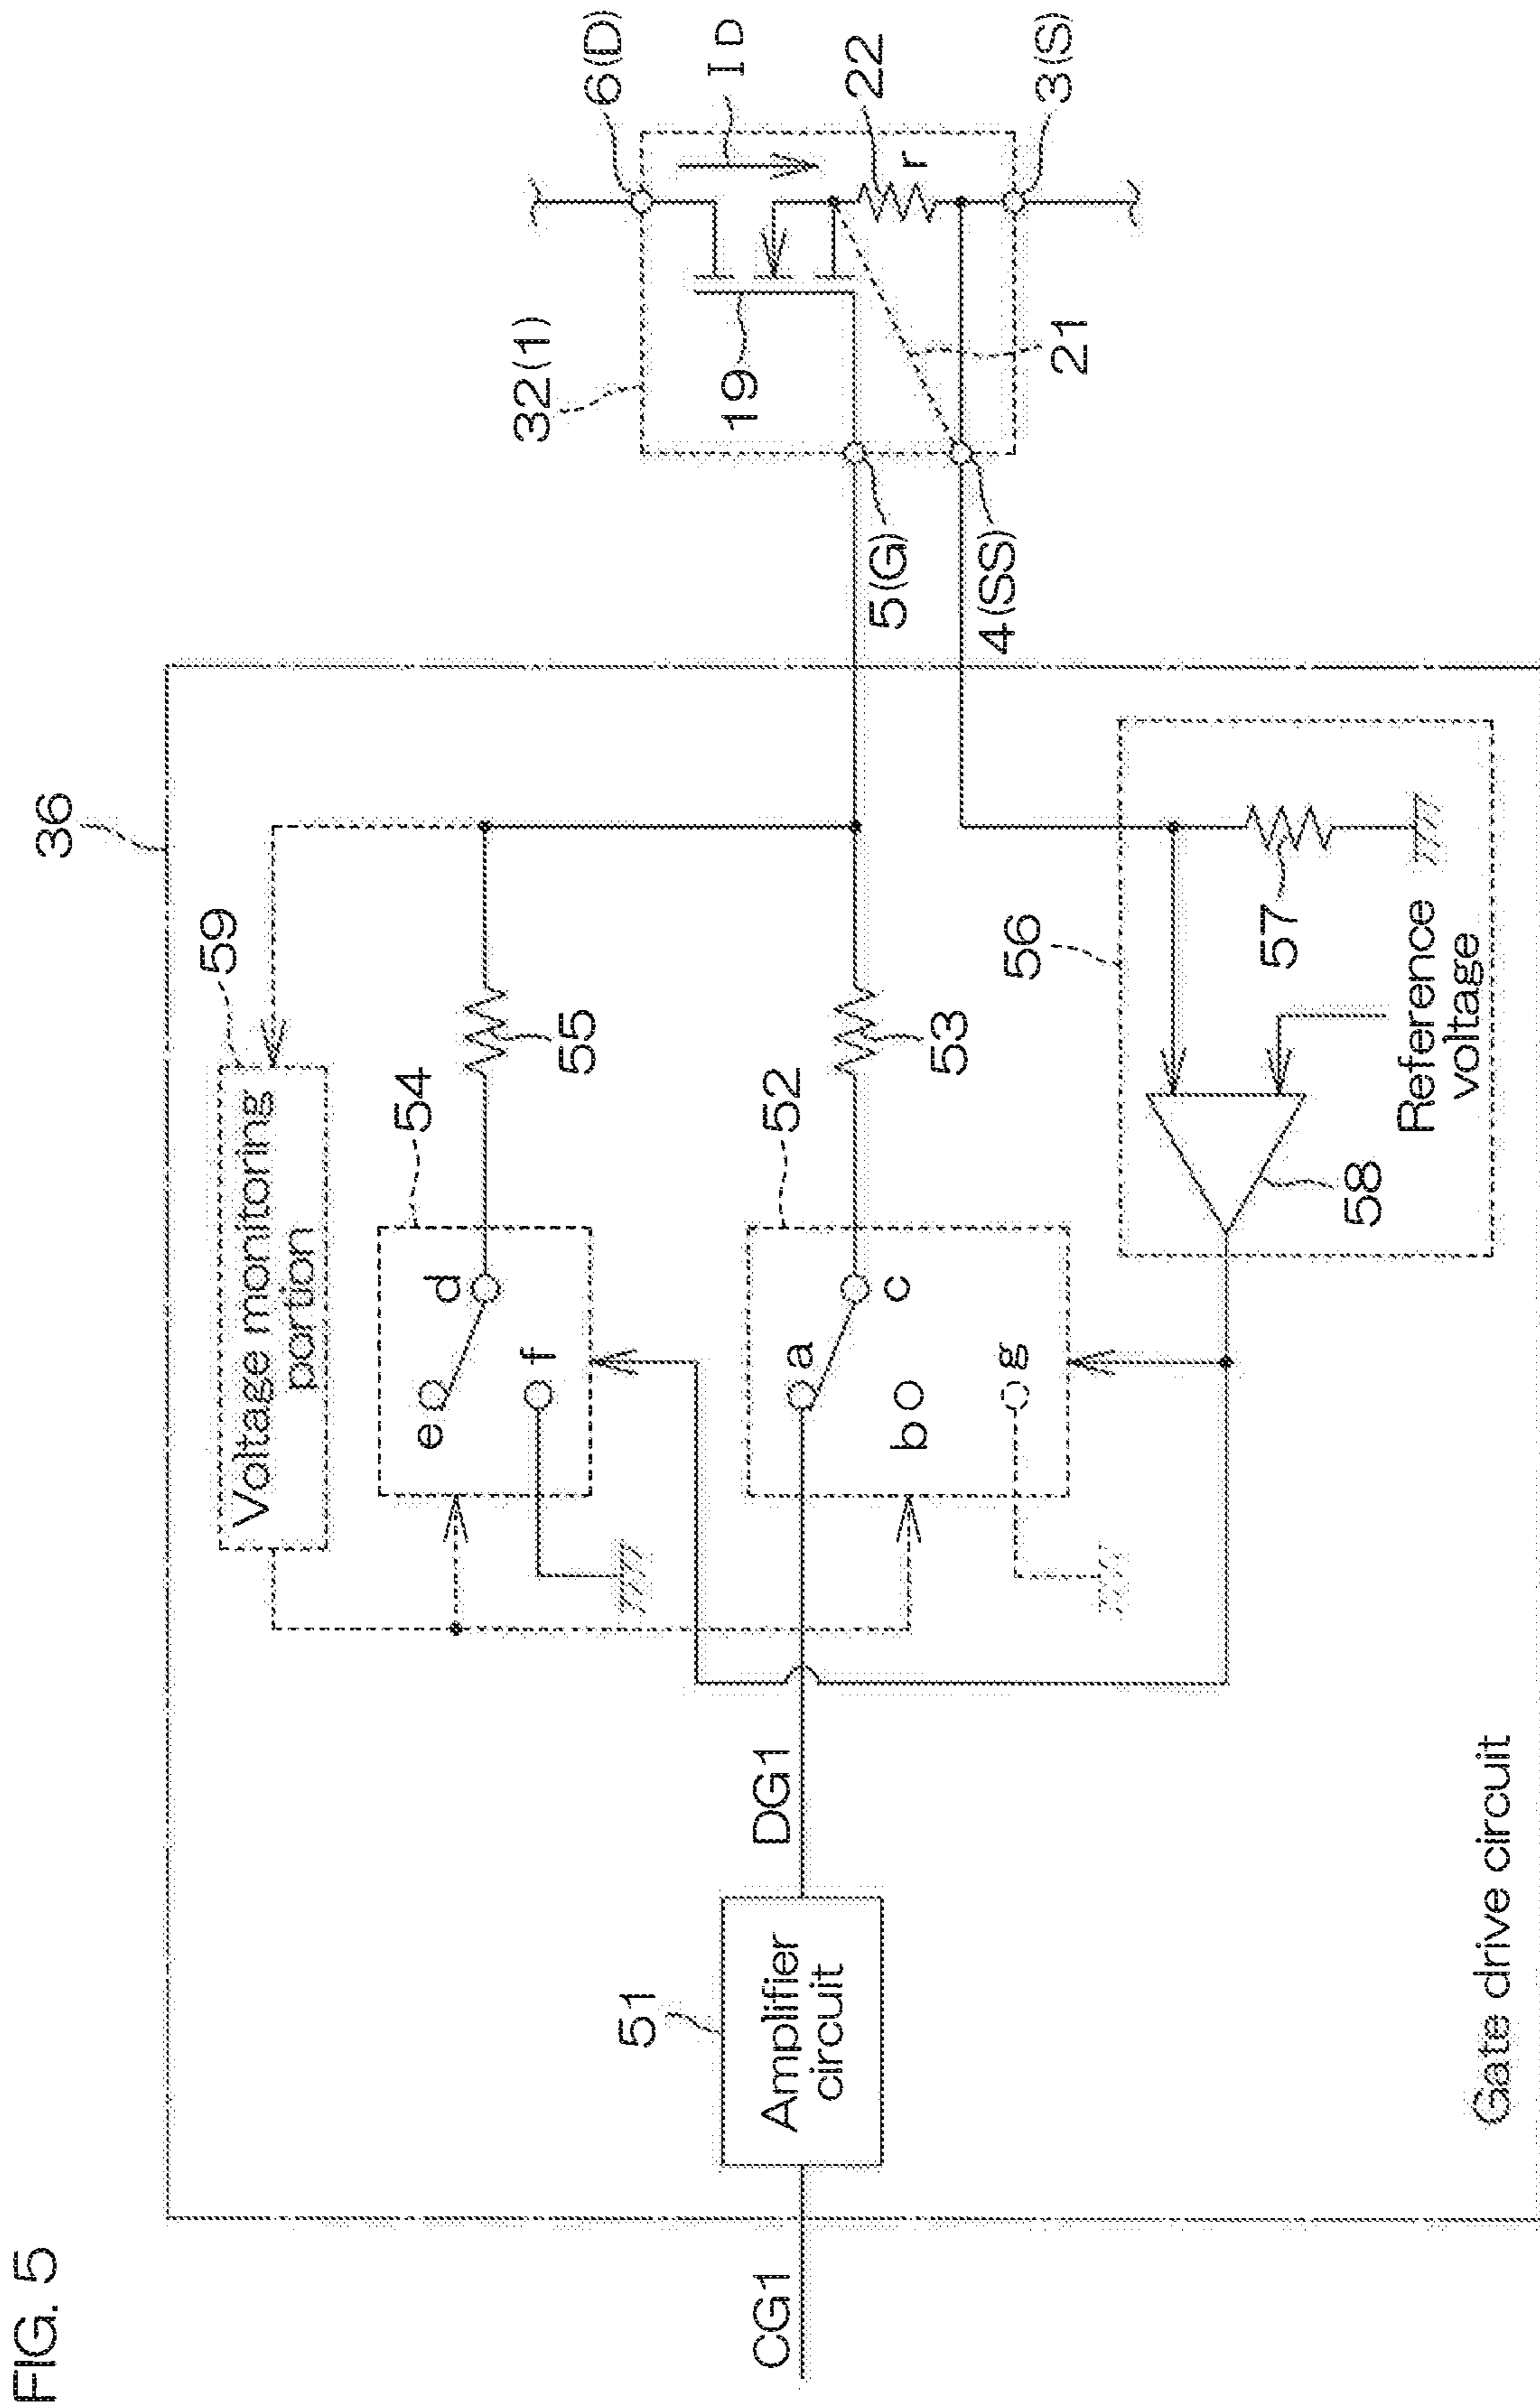 FIG. 5
36
59
Voltage monitoring
portion
54
55
e
d
f
52
53
a
b
c
g
CG1
51
Amplifier
circuit
DG1
56
57
58
Reference
voltage
Gate drive circuit
32(1)
6(D)
ID
19
22
r
5(G)
4(SS)
21
3(S)